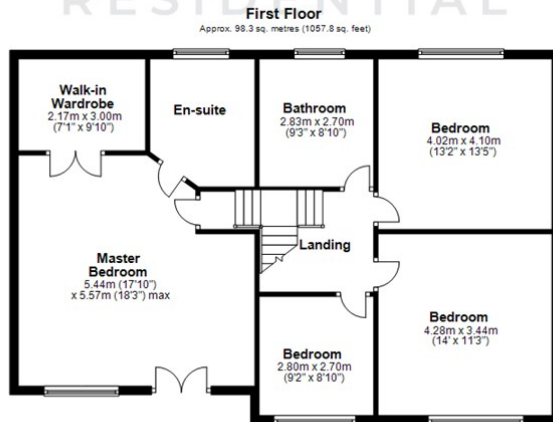 RESIDENTIAL
First Floor
Approx. 98.3 sq. metres (1057.8 sq. feet)
Walk-in
Wardrobe
2.17m x 3.00m
(7'1" x 9'10")
En-suite
Bathroom
2.83m x 2.70m
(9'3" x 8'10")
Bedroom
4.02m x 4.10m
(13'2" x 13'5")
Master
Bedroom
5.44m (17'10")
x 5.57m (18'3") max
Landing
Bedroom
2.80m x 2.70m
(9'2" x 8'10")
Bedroom
4.28m x 3.44m
(14' x 11'3")